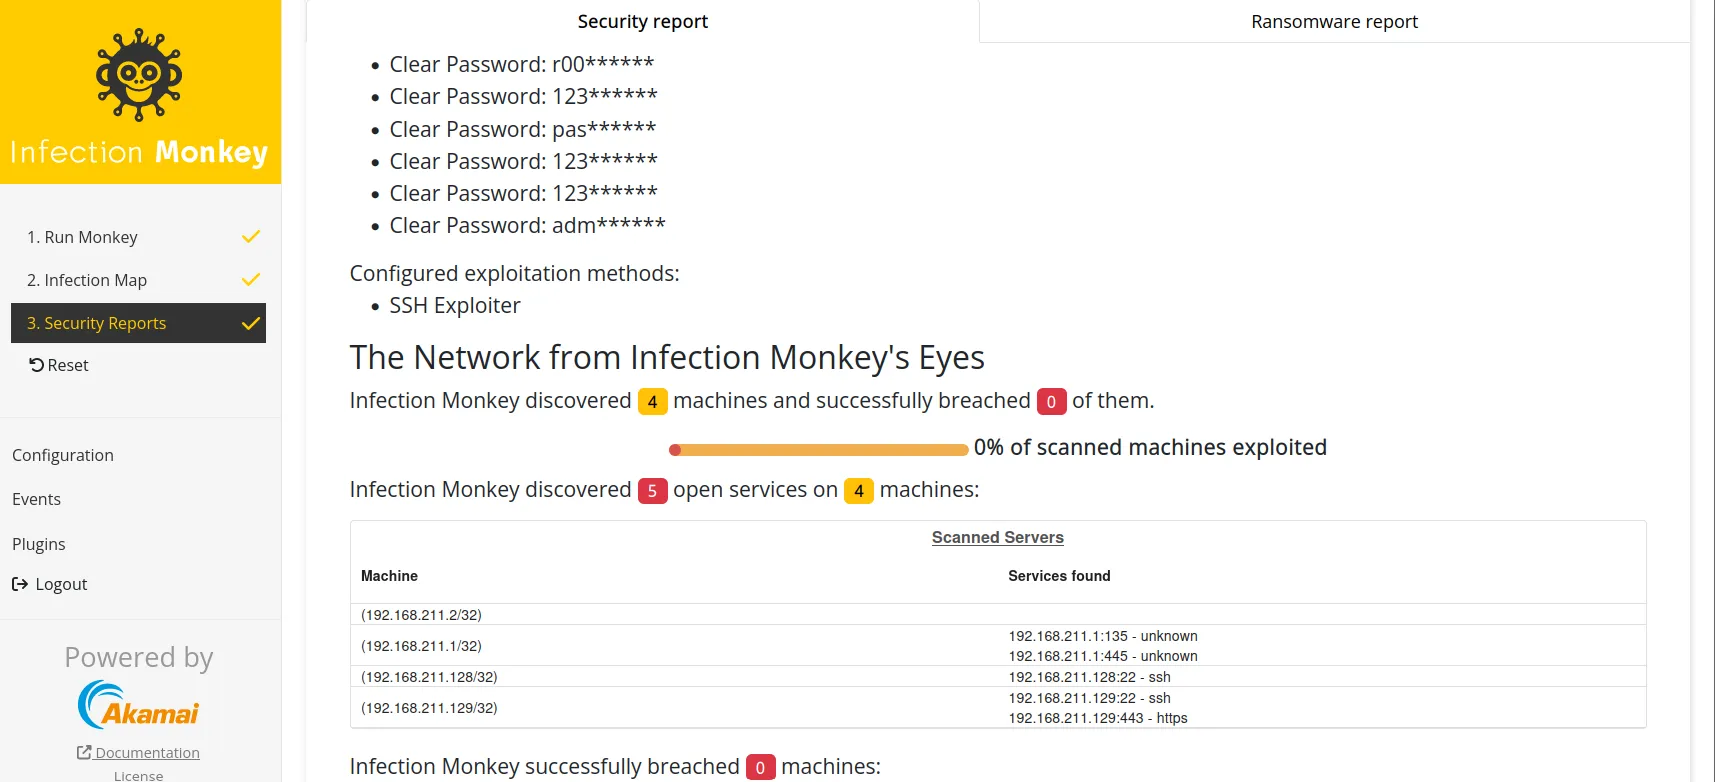 Infection Monkey
1. Run Monkey
2. Infection Map
3. Security Reports
Reset
Configuration
Events
Plugins
Logout
Powered by
Akamai
Documentation
License
Security report
Ransomware report
• Clear Password: r00******
• Clear Password: 123******
• Clear Password: pas******
• Clear Password: 123******
• Clear Password: 123******
• Clear Password: adm******
Configured exploitation methods:
• SSH Exploiter
The Network from Infection Monkey's Eyes
Infection Monkey discovered 4 machines and successfully breached 0 of them.
0% of scanned machines exploited
Infection Monkey discovered 5 open services on 4 machines:
Scanned Servers
Machine Services found
(192.168.211.2/32)
(192.168.211.1/32)
192.168.211.1:135 - unknown
192.168.211.1:445 - unknown
(192.168.211.128/32) 192.168.211.128:22 - ssh
(192.168.211.129/32)
192.168.211.129:22 - ssh
192.168.211.129:443 - https
Infection Monkey successfully breached 0 machines: